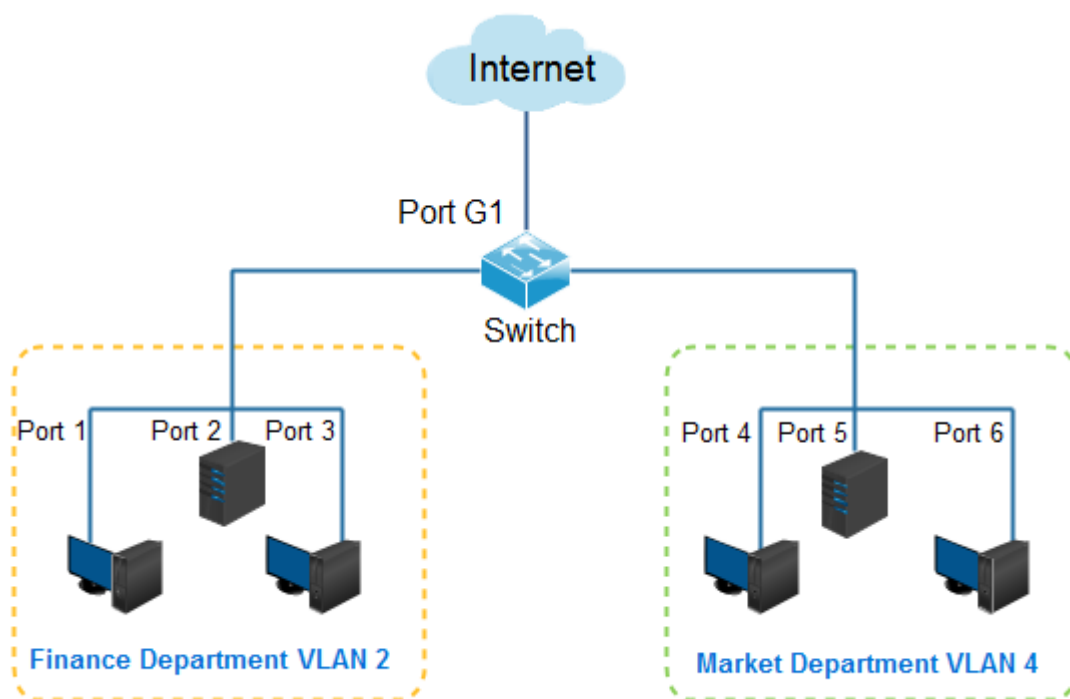 Internet
Port G1
Switch
Port 1 Port 2 Port 3
Port 4 Port 5 Port 6
Finance Department VLAN 2
Market Department VLAN 4